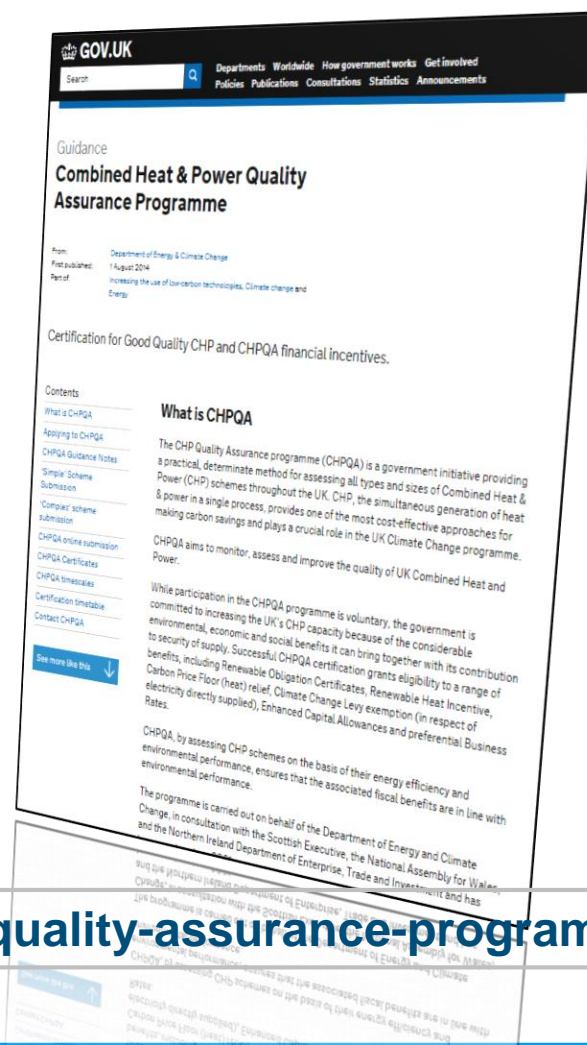 GOV.UK
Search
Departments Worldwide How government works Get involved
Policies Publications Consultations Statistics Announcements
Guidance
Combined Heat & Power Quality
Assurance Programme
From: Department of Energy & Climate Change
First published: 1 August 2014
Part of: Increasing the use of low-carbon technologies, Climate change and
Energy
Certification for Good Quality CHP and CHPQA financial incentives.
Contents
What is CHPQA
Applying to CHPQA
CHPQA Guidance Notes
'Simple' Scheme
Submission
'Complex' scheme
submission
CHPQA online submission
CHPQA Certificates
CHPQA timescales
Certification timetable
Contact CHPQA
See more like this
What is CHPQA
The CHP Quality Assurance programme (CHPQA) is a government initiative providing
a practical, determinate method for assessing all types and sizes of Combined Heat &
Power (CHP) schemes throughout the UK. CHP, the simultaneous generation of heat
& power in a single process, provides one of the most cost-effective approaches for
making carbon savings and plays a crucial role in the UK Climate Change programme.
CHPQA aims to monitor, assess and improve the quality of UK Combined Heat and
Power.
While participation in the CHPQA programme is voluntary, the government is
committed to increasing the UK's CHP capacity because of the considerable
environmental, economic and social benefits it can bring together with its contribution
to security of supply. Successful CHPQA certification grants eligibility to a range of
benefits, including Renewable Obligation Certificates, Renewable Heat Incentive,
Carbon Price Floor (heat) relief, Climate Change Levy exemption (in respect of
electricity directly supplied), Enhanced Capital Allowances and preferential Business
Rates.
CHPQA, by assessing CHP schemes on the basis of their energy efficiency and
environmental performance, ensures that the associated fiscal benefits are in line with
environmental performance.
The programme is carried out on behalf of the Department of Energy and Climate
Change, in consultation with the Scottish Executive, the National Assembly for Wales,
and the Northern Ireland Department of Enterprise, Trade and Investment and has
quality-assurance-program